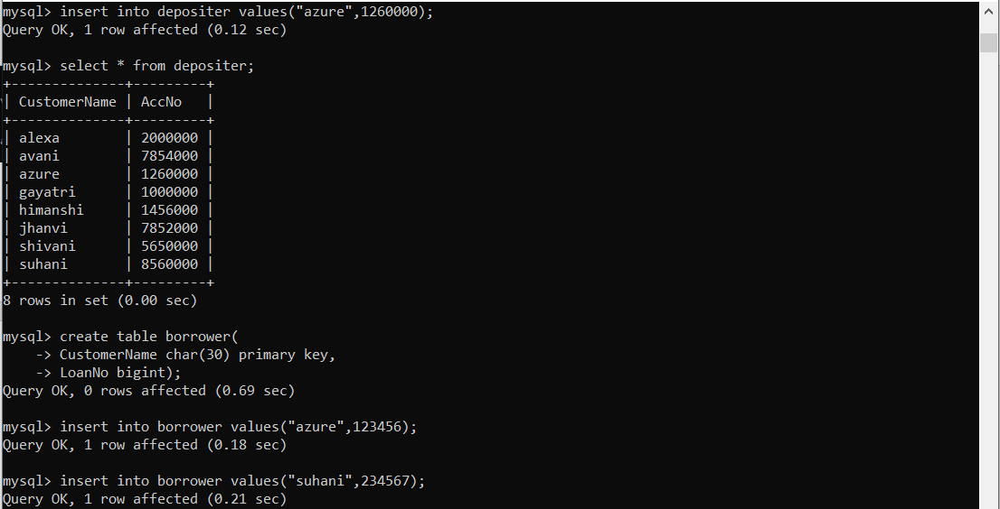 mysql> insert into depositer values("azure",1260000);
Query OK, 1 row affected (0.12 sec)
mysql> select * from depositer;
+--------------+---------+
| CustomerName | AccNo   |
+--------------+---------+
| alexa        | 2000000 |
| avani        | 7854000 |
| azure        | 1260000 |
| gayatri      | 1000000 |
| himanshi     | 1456000 |
| jhanvi       | 7852000 |
| shivani      | 5650000 |
| suhani       | 8560000 |
+--------------+---------+
8 rows in set (0.00 sec)
mysql> create table borrower(
    -> CustomerName char(30) primary key,
    -> LoanNo bigint);
Query OK, 0 rows affected (0.69 sec)
mysql> insert into borrower values("azure",123456);
Query OK, 1 row affected (0.18 sec)
mysql> insert into borrower values("suhani",234567);
Query OK, 1 row affected (0.21 sec)